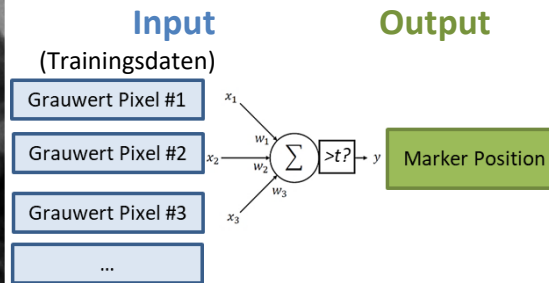 Input
Output
(Trainingsdaten)
Grauwert Pixel #1
Grauwert Pixel #2
Grauwert Pixel #3
...
x₁
x₂
x₃
w₁
w₂
w₃
∑
>t?
y
Marker Position